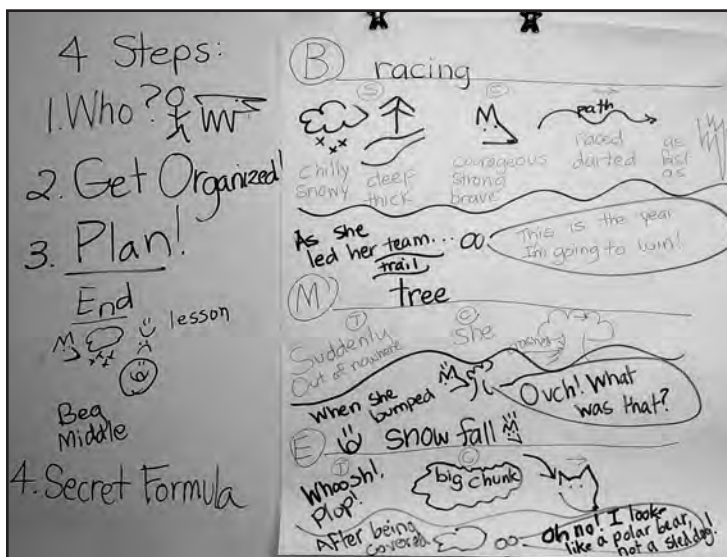 4 Steps:
1. Who?
2. Get Organized!
3. Plan!
End
lesson
Beg
Middle
4. Secret Formula
B racing
S C
path
chilly
snowy
deep
thick
courageous
strong
brave
raced
darted
as
fast
as
As she
led her team...
trail
This is the year
I'm going to win!
M tree
T C
Suddenly
Out of nowhere
she
When she
bumped
Ouch! What
was that?
E snow fall
T C
Whoosh!
Plop!
big chunk
After being
covered
Oh no! I look
like a polar bear,
not a sled dog!